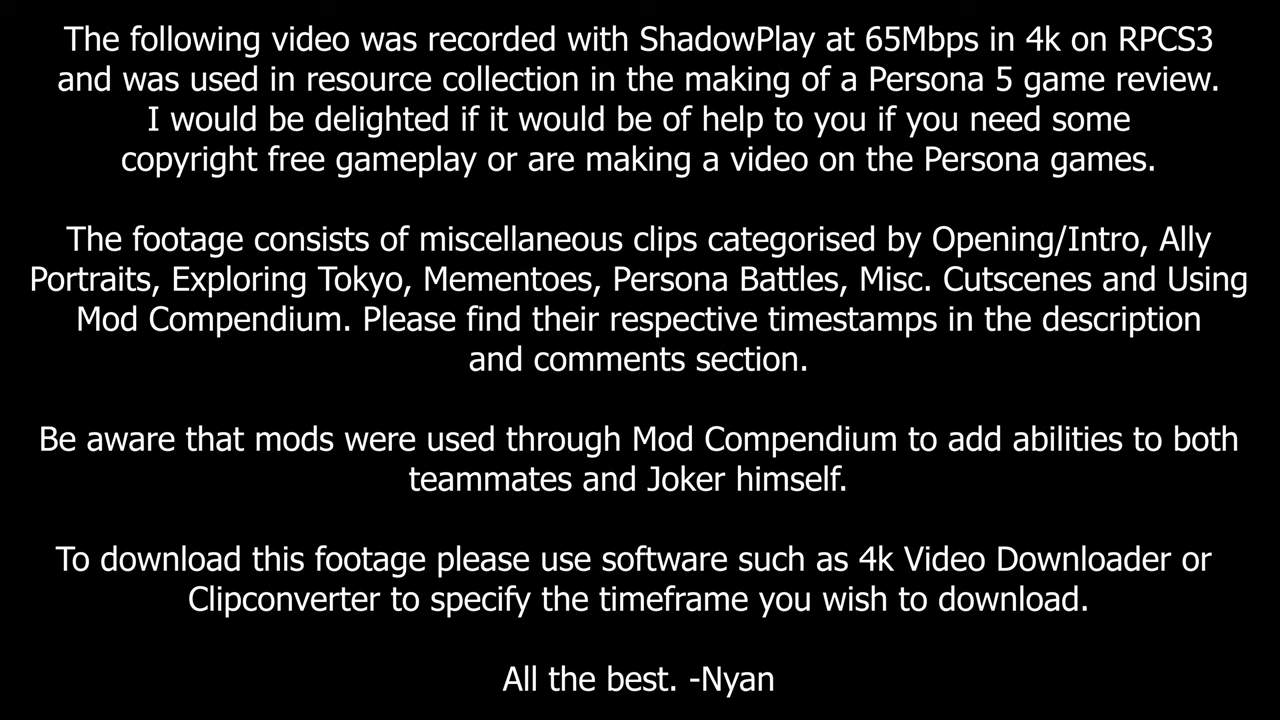 The following video was recorded with ShadowPlay at 65Mbps in 4k on RPCS3
and was used in resource collection in the making of a Persona 5 game review.
I would be delighted if it would be of help to you if you need some
copyright free gameplay or are making a video on the Persona games.
The footage consists of miscellaneous clips categorised by Opening/Intro, Ally
Portraits, Exploring Tokyo, Mementoes, Persona Battles, Misc. Cutscenes and Using
Mod Compendium. Please find their respective timestamps in the description
and comments section.
Be aware that mods were used through Mod Compendium to add abilities to both
teammates and Joker himself.
To download this footage please use software such as 4k Video Downloader or
Clipconverter to specify the timeframe you wish to download.
All the best. -Nyan